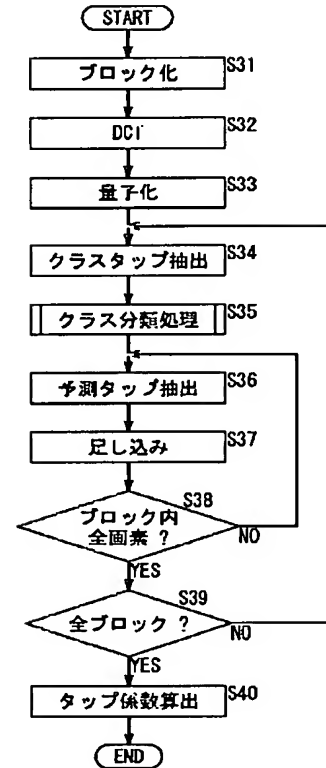 START
ブロック化
S31
DCT
S32
量子化
S33
クラスタップ抽出
S34
クラス分類処理
S35
予測タップ抽出
S36
足し込み
S37
ブロック内
全画素 ?
S38
NO
YES
全ブロック ?
S39
NO
YES
タップ係数算出
S40
END